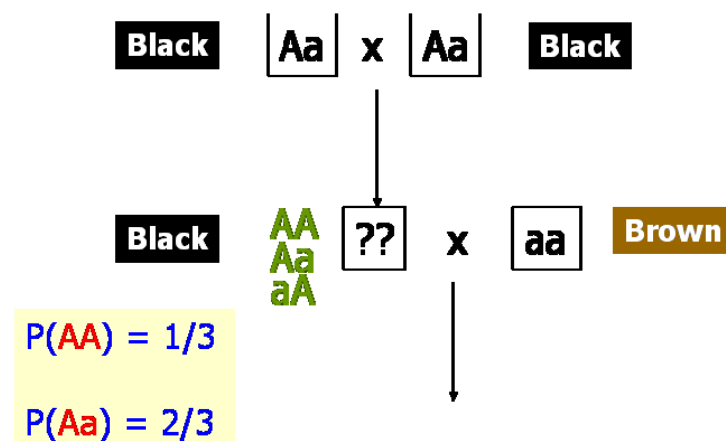 Black Aa x Aa Black
AA
Black ?? x aa Brown
Aa
aA
P(AA) = 1/3
P(Aa) = 2/3